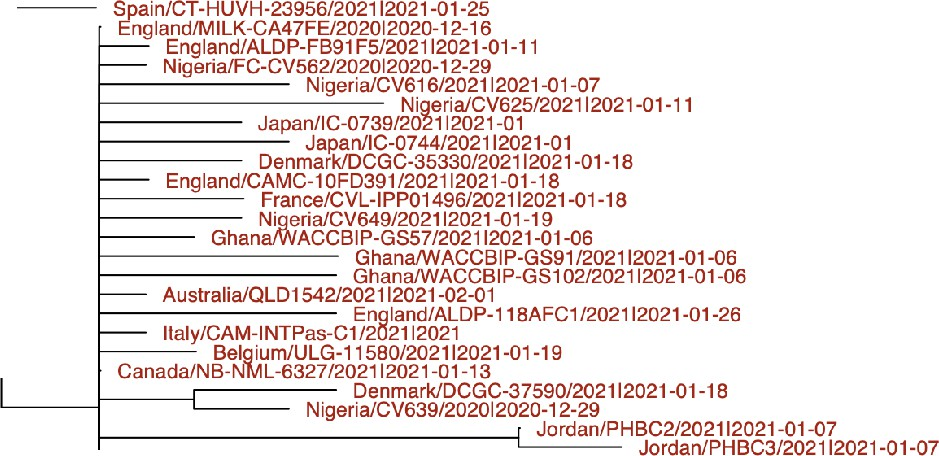 Spain/CT-HUVH-23956/2021|2021-01-25
England/MILK-CA47FE/2020|2020-12-16
England/ALDP-FB91F5/2021|2021-01-11
Nigeria/FC-CV562/2020|2020-12-29
Nigeria/CV616/2021|2021-01-07
Nigeria/CV625/2021|2021-01-11
Japan/IC-0739/2021|2021-01
Japan/IC-0744/2021|2021-01
Denmark/DCGC-35330/2021|2021-01-18
England/CAMC-10FD391/2021|2021-01-18
France/CVL-IPP01496/2021|2021-01-18
Nigeria/CV649/2021|2021-01-19
Ghana/WACCBIP-GS57/2021|2021-01-06
Ghana/WACCBIP-GS91/2021|2021-01-06
Ghana/WACCBIP-GS102/2021|2021-01-06
Australia/QLD1542/2021|2021-02-01
England/ALDP-118AFC1/2021|2021-01-26
Italy/CAM-INTPas-C1/2021|2021
Belgium/ULG-11580/2021|2021-01-19
Canada/NB-NML-6327/2021|2021-01-13
Denmark/DCGC-37590/2021|2021-01-18
Nigeria/CV639/2020|2020-12-29
Jordan/PHBC2/2021|2021-01-07
Jordan/PHBC3/2021|2021-01-07